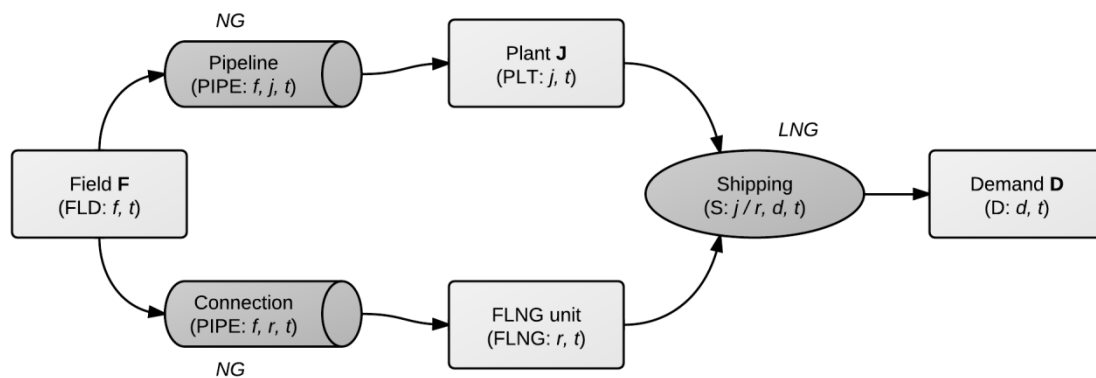 NG
Pipeline
(PIPE: f, j, t)
Plant J
(PLT: j, t)
LNG
Field F
(FLD: f, t)
Shipping
(S: j / r, d, t)
Demand D
(D: d, t)
Connection
(PIPE: f, r, t)
FLNG unit
(FLNG: r, t)
NG